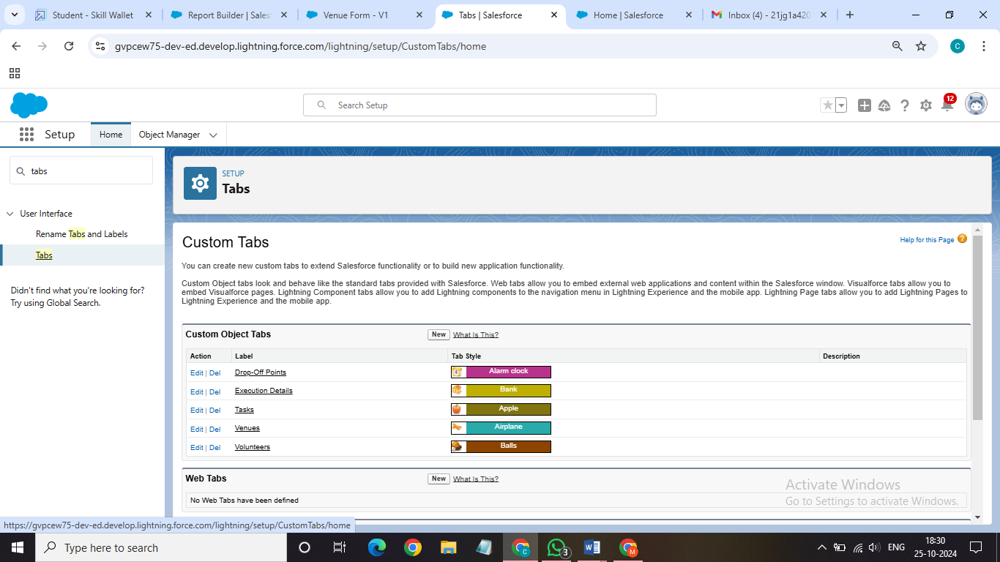 Student - Skill Wallet
Report Builder | Sales
Venue Form - V1
Tabs | Salesforce
Home | Salesforce
Inbox (4) - 21jg1a420
gvpcew75-dev-ed.develop.lightning.force.com/lightning/setup/CustomTabs/home
C
Search Setup
12
Setup
Home
Object Manager
tabs
User Interface
Rename Tabs and Labels
Tabs
Didn't find what you're looking for?
Try using Global Search.
SETUP
Tabs
Custom Tabs
Help for this Page
?
You can create new custom tabs to extend Salesforce functionality or to build new application functionality.
Custom Object tabs look and behave like the standard tabs provided with Salesforce. Web tabs allow you to embed external web applications and content within the Salesforce window. Visualforce tabs allow you to
embed Visualforce pages. Lightning Component tabs allow you to add Lightning components to the navigation menu in Lightning Experience and the mobile app. Lightning Page tabs allow you to add Lightning Pages to
Lightning Experience and the mobile app.
Custom Object Tabs New What Is This?
Action Label Tab Style Description
Edit | Del Drop-Off Points Alarm clock
Edit | Del Execution Details Bank
Edit | Del Tasks Apple
Edit | Del Venues Airplane
Edit | Del Volunteers Balls
Web Tabs New What Is This?
No Web Tabs have been defined
Activate Windows
Go to Settings to activate Windows.
https://gvpcew75-dev-ed.develop.lightning.force.com/lightning/setup/CustomTabs/home
Type here to search
C
3
W
M
ENG
18:30
25-10-2024